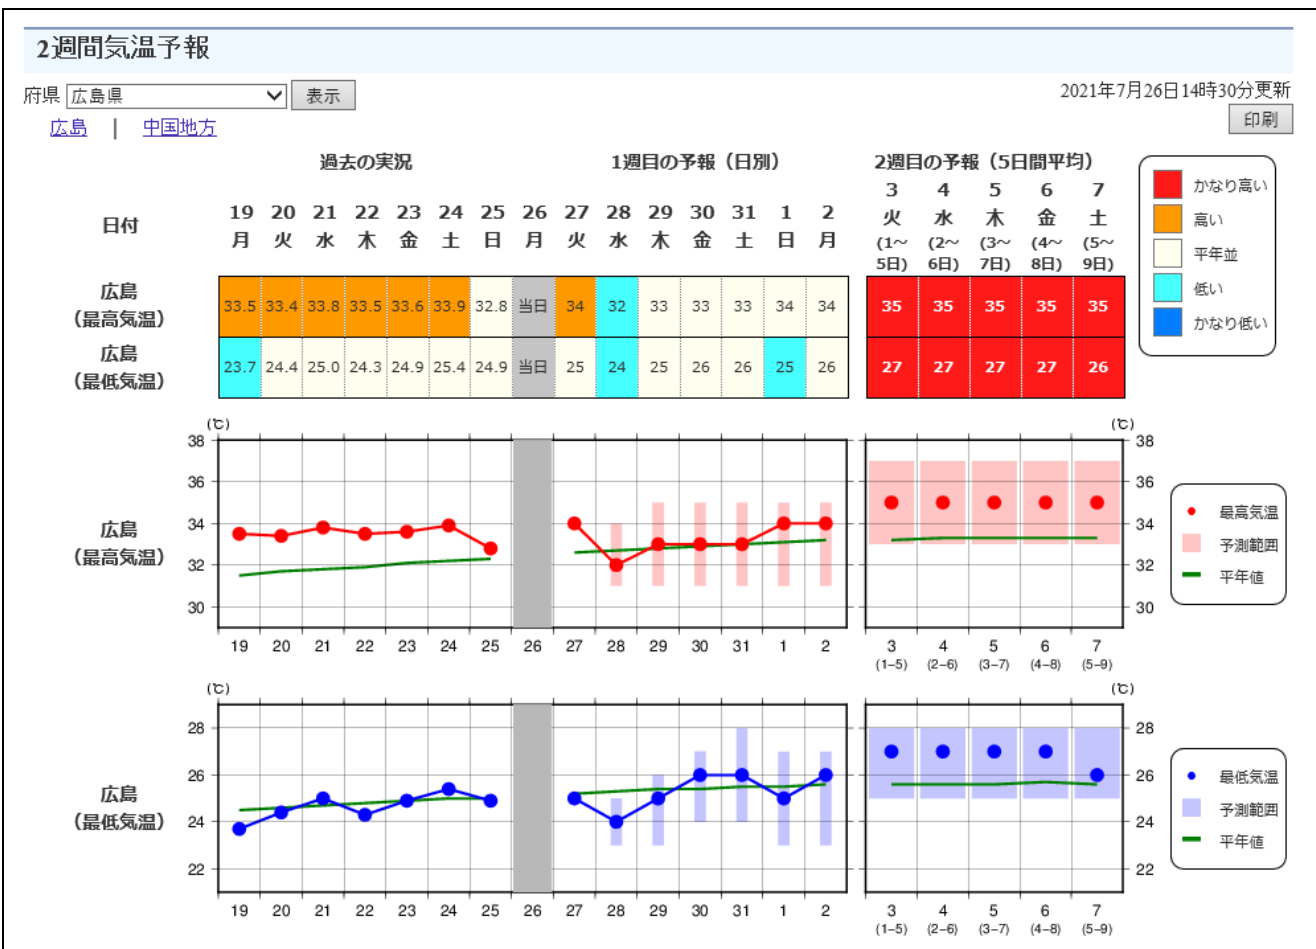 2週間気温予報
府県 広島県 表示
2021年7月26日14時30分更新
広島 | 中国地方
印刷
過去の実況 1週目の予報（日別） 2週目の予報（5日間平均）
日付
19 20 21 22 23 24 25 26 27 28 29 30 31 1 2 3 4 5 6 7
月 火 水 木 金 土 日 月 火 水 木 金 土 日 月 火 水 木 金 土
(1～5日) (2～6日) (3～7日) (4～8日) (5～9日)
かなり高い
高い
平年並
低い
かなり低い
広島
（最高気温）
33.5 33.4 33.8 33.5 33.6 33.9 32.8 当日 34 32 33 33 33 34 34 35 35 35 35 35
広島
（最低気温）
23.7 24.4 25.0 24.3 24.9 25.4 24.9 当日 25 24 25 26 26 25 26 27 27 27 27 26
(℃) (℃)
38 38
36 36
34 34
32 32
30 30
広島
（最高気温）
最高気温
予測範囲
平年値
19 20 21 22 23 24 25 26 27 28 29 30 31 1 2 3 4 5 6 7
(1–5) (2–6) (3–7) (4–8) (5–9)
(℃) (℃)
28 28
26 26
24 24
22 22
広島
（最低気温）
最低気温
予測範囲
平年値
19 20 21 22 23 24 25 26 27 28 29 30 31 1 2 3 4 5 6 7
(1–5) (2–6) (3–7) (4–8) (5–9)